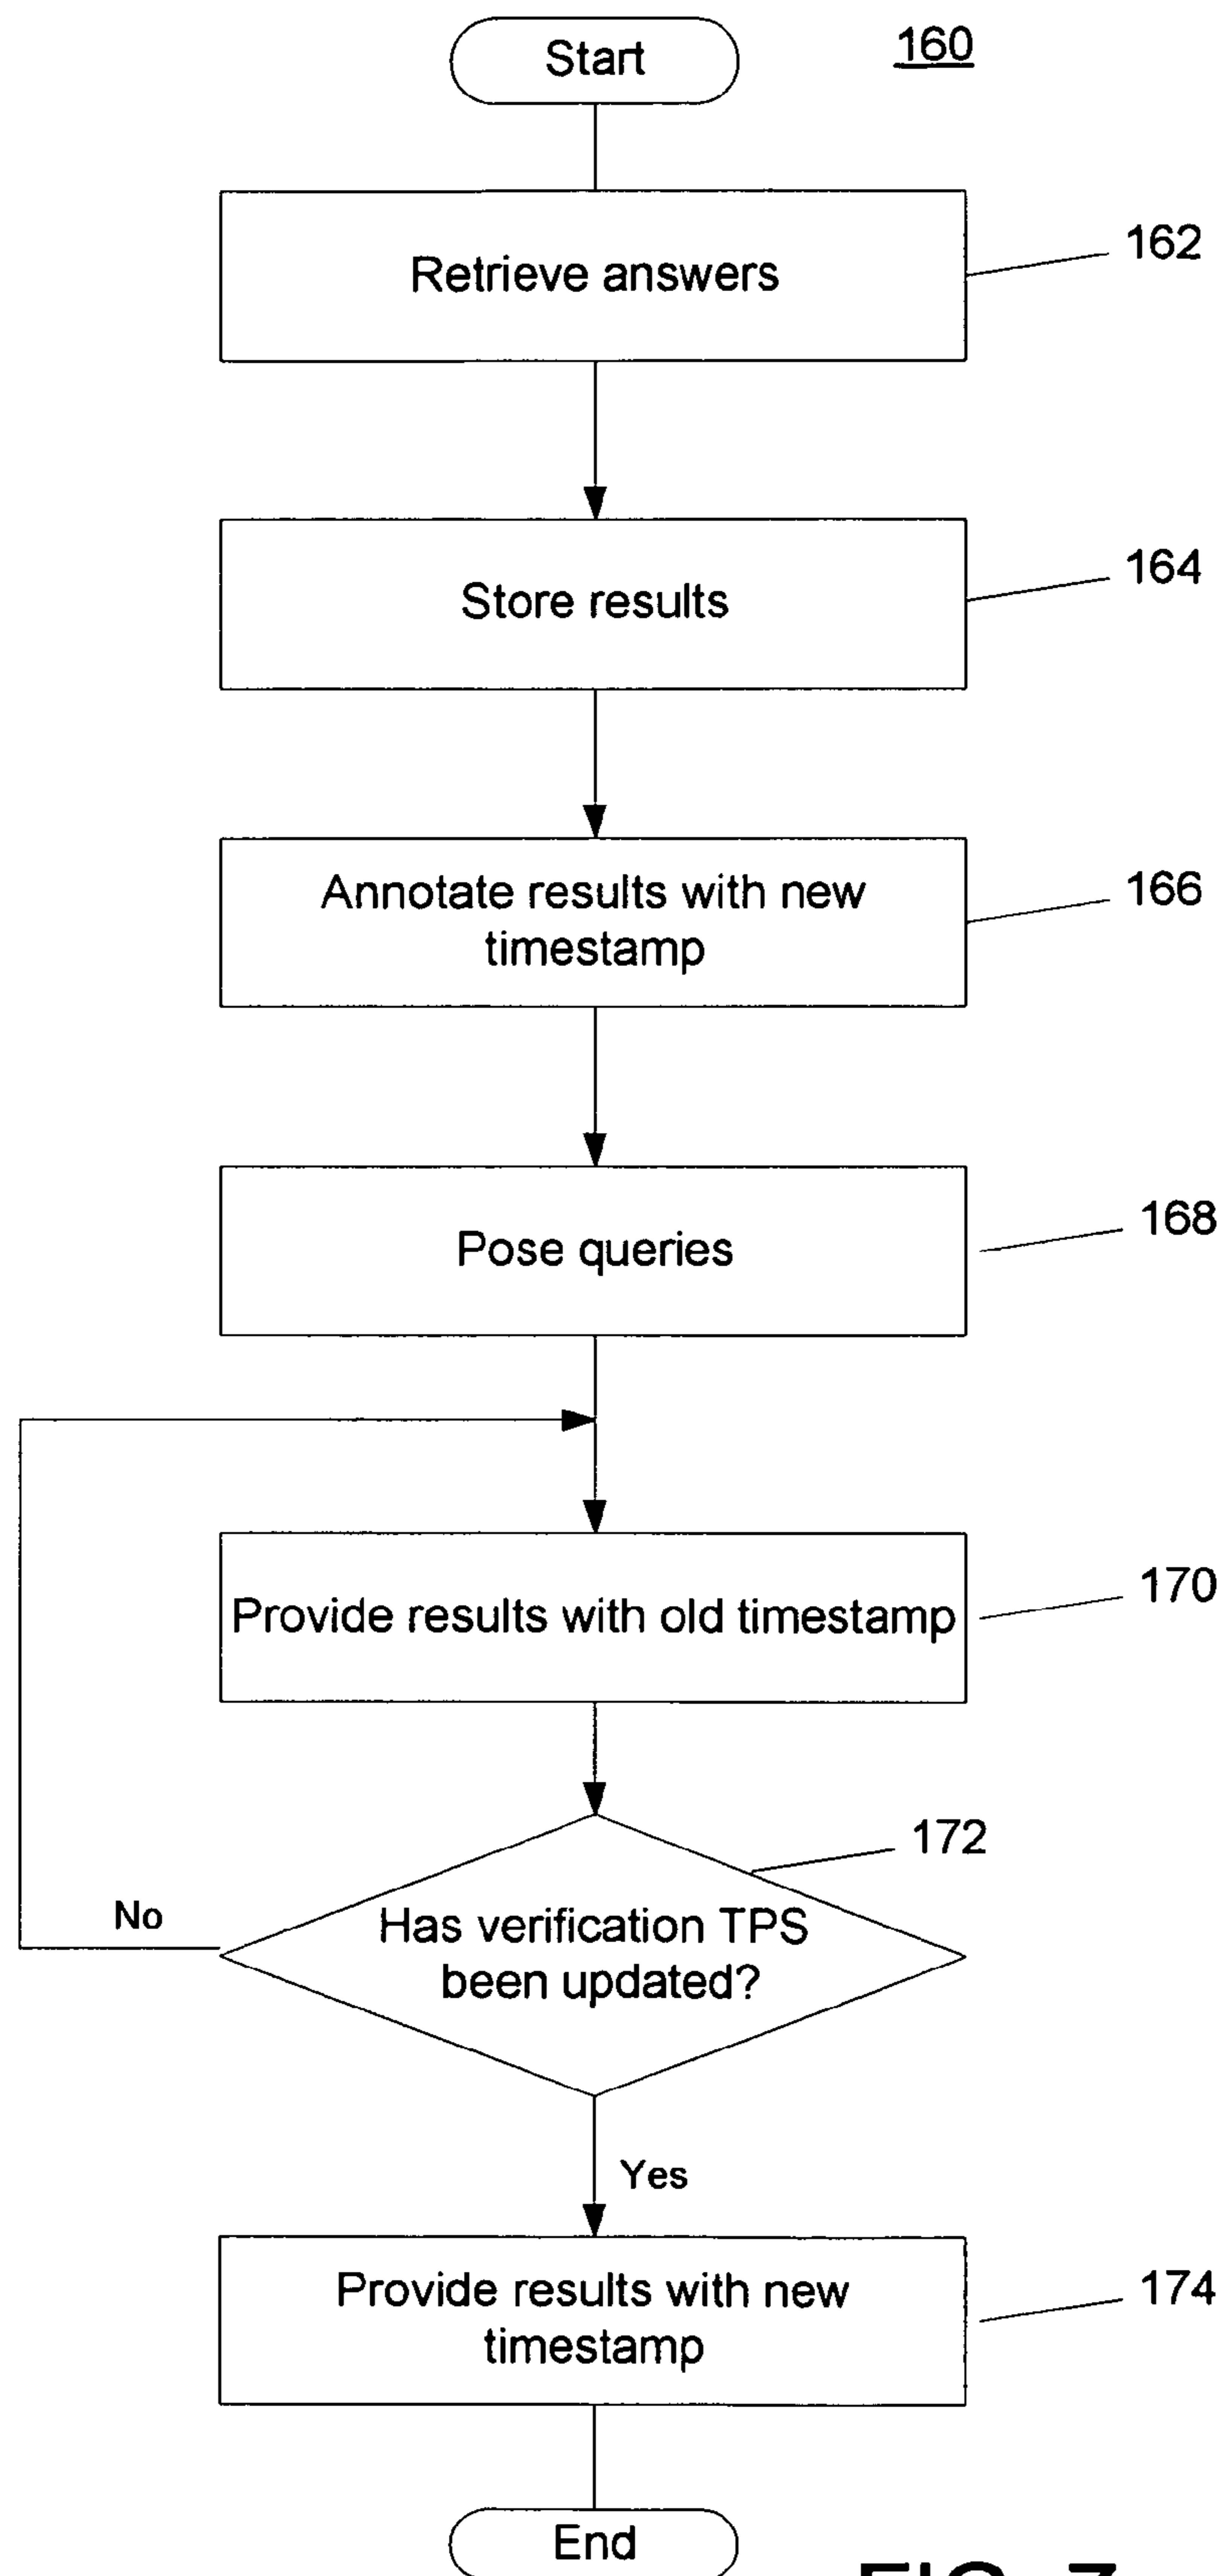 Start
160
Retrieve answers
162
Store results
164
Annotate results with new
timestamp
166
Pose queries
168
Provide results with old timestamp
170
172
Has verification TPS
been updated?
No
Yes
Provide results with new
timestamp
174
End